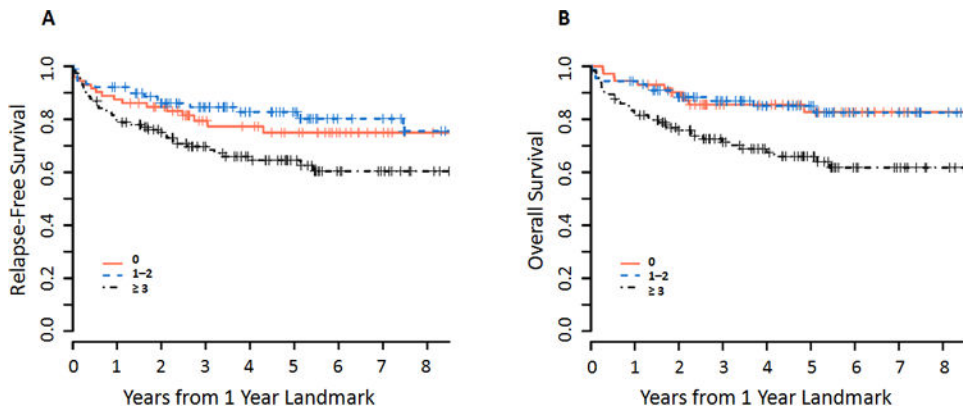 A
Relapse-Free Survival
1.0
0.8
0.6
0.4
0.2
0.0
0
1–2
≥ 3
0 1 2 3 4 5 6 7 8
Years from 1 Year Landmark
B
Overall Survival
1.0
0.8
0.6
0.4
0.2
0.0
0
1–2
≥ 3
0 1 2 3 4 5 6 7 8
Years from 1 Year Landmark